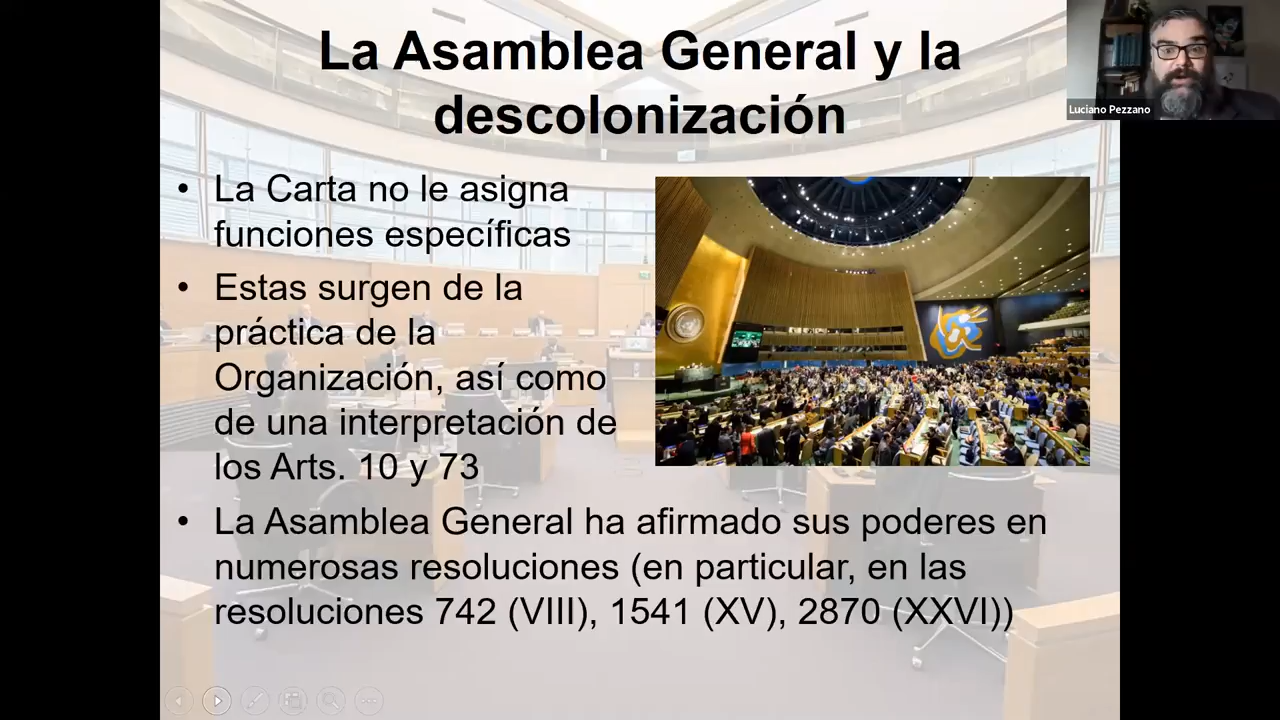 La Asamblea General y la
descolonización
Luciano Pezzano
• La Carta no le asigna
funciones específicas
• Estas surgen de la
práctica de la
Organización, así como
de una interpretación de
los Arts. 10 y 73
• La Asamblea General ha afirmado sus poderes en
numerosas resoluciones (en particular, en las
resoluciones 742 (VIII), 1541 (XV), 2870 (XXVI))